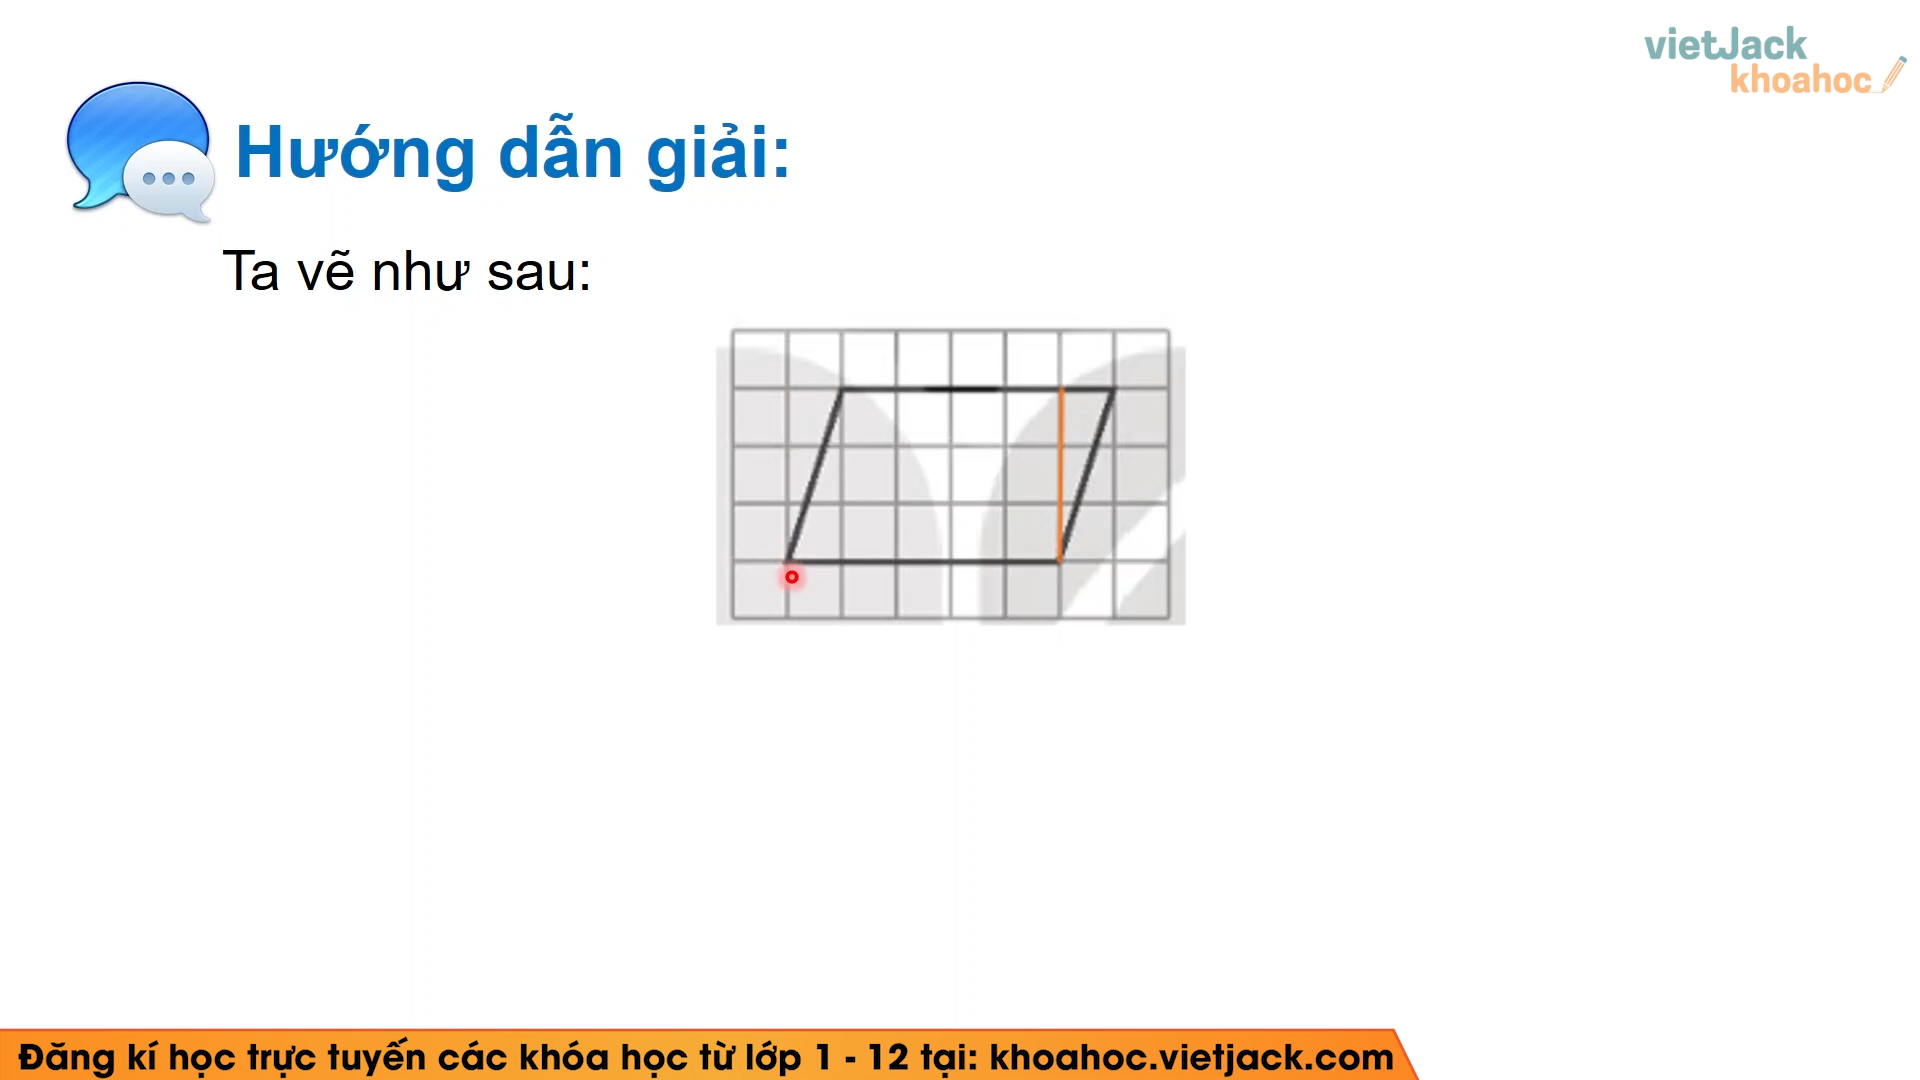 vietJack
khoahoc
Hướng dẫn giải:
Ta vẽ như sau:
Đăng kí học trực tuyến các khóa học từ lớp 1 - 12 tại: khoahoc.vietjack.com